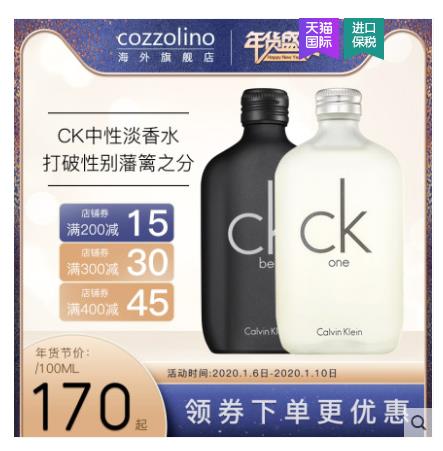 cozzolino
海外旗舰店
年货盛
Happy New Year
天猫国际
进口保税
CK中性淡香水
打破性别藩篱之分
店铺券
满200减 15
店铺券
满300减 30
店铺券
满400减 45
ck
be
Calvin Kl
ck
one
Calvin Klein
年货节价:
/100ML
170起
活动时间:2020.1.6日-2020.1.10日
领券下单更优惠